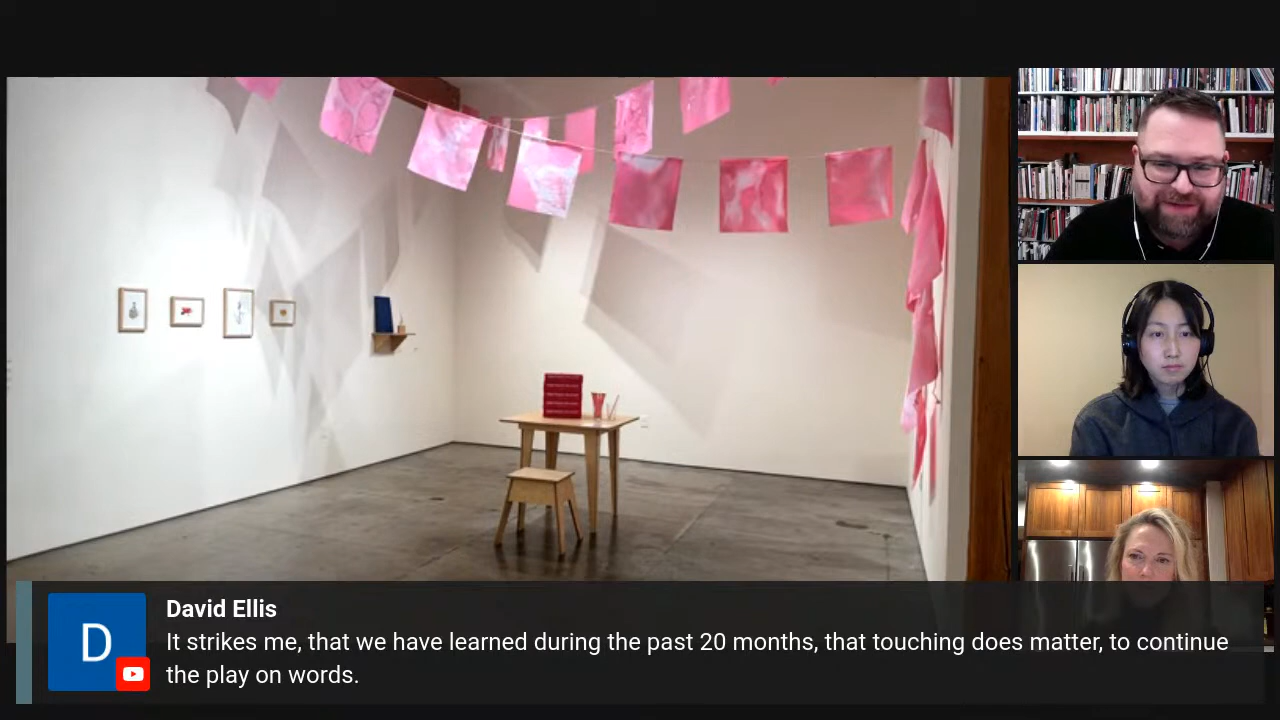 D
David Ellis
It strikes me, that we have learned during the past 20 months, that touching does matter, to continue
the play on words.